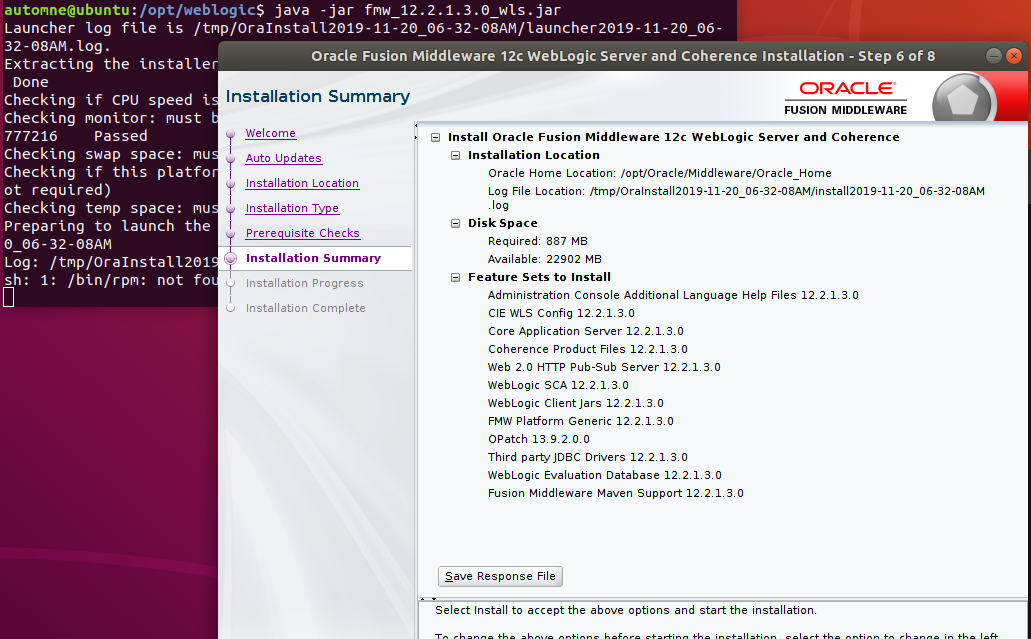 automne@ubuntu:/opt/weblogic$ java -jar fmw_12.2.1.3.0_wls.jar
Launcher log file is /tmp/OraInstall2019-11-20_06-32-08AM/launcher2019-11-20_06-
32-08AM.log.
Extracting the installer
Done
Checking if CPU speed is
Checking monitor: must b
777216    Passed
Checking swap space: mus
Checking if this platfor
ot required)
Checking temp space: mus
Preparing to launch the
0_06-32-08AM
Log: /tmp/OraInstall2019
sh: 1: /bin/rpm: not fou
Oracle Fusion Middleware 12c WebLogic Server and Coherence Installation - Step 6 of 8
Installation Summary
ORACLE
FUSION MIDDLEWARE
Welcome
Auto Updates
Installation Location
Installation Type
Prerequisite Checks
Installation Summary
Installation Progress
Installation Complete
Install Oracle Fusion Middleware 12c WebLogic Server and Coherence
Installation Location
Oracle Home Location: /opt/Oracle/Middleware/Oracle_Home
Log File Location: /tmp/OraInstall2019-11-20_06-32-08AM/install2019-11-20_06-32-08AM
.log
Disk Space
Required: 887 MB
Available: 22902 MB
Feature Sets to Install
Administration Console Additional Language Help Files 12.2.1.3.0
CIE WLS Config 12.2.1.3.0
Core Application Server 12.2.1.3.0
Coherence Product Files 12.2.1.3.0
Web 2.0 HTTP Pub-Sub Server 12.2.1.3.0
WebLogic SCA 12.2.1.3.0
WebLogic Client Jars 12.2.1.3.0
FMW Platform Generic 12.2.1.3.0
OPatch 13.9.2.0.0
Third party JDBC Drivers 12.2.1.3.0
WebLogic Evaluation Database 12.2.1.3.0
Fusion Middleware Maven Support 12.2.1.3.0
Save Response File
Select Install to accept the above options and start the installation.
To change the above options before starting the installation, select the option to change in the left